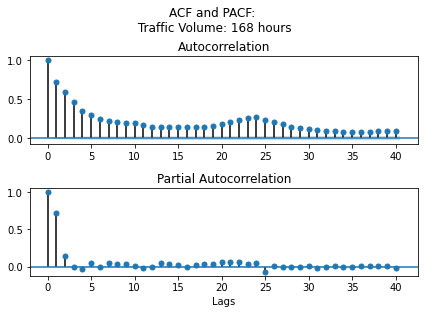 ACF and PACF:
Traffic Volume: 168 hours
Autocorrelation
1.0
0.5
0.0
0 5 10 15 20 25 30 35 40
Partial Autocorrelation
1.0
0.5
0.0
0 5 10 15 20 25 30 35 40
Lags